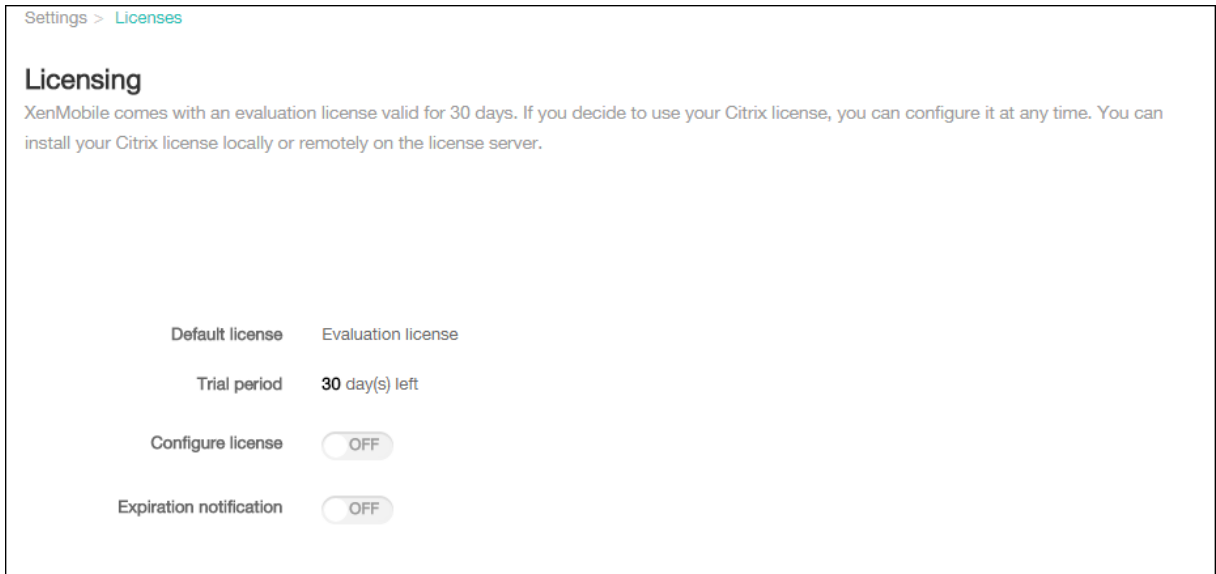 Settings > Licenses
Licensing
XenMobile comes with an evaluation license valid for 30 days. If you decide to use your Citrix license, you can configure it at any time. You can
install your Citrix license locally or remotely on the license server.
Default license Evaluation license
Trial period 30 day(s) left
Configure license OFF
Expiration notification OFF